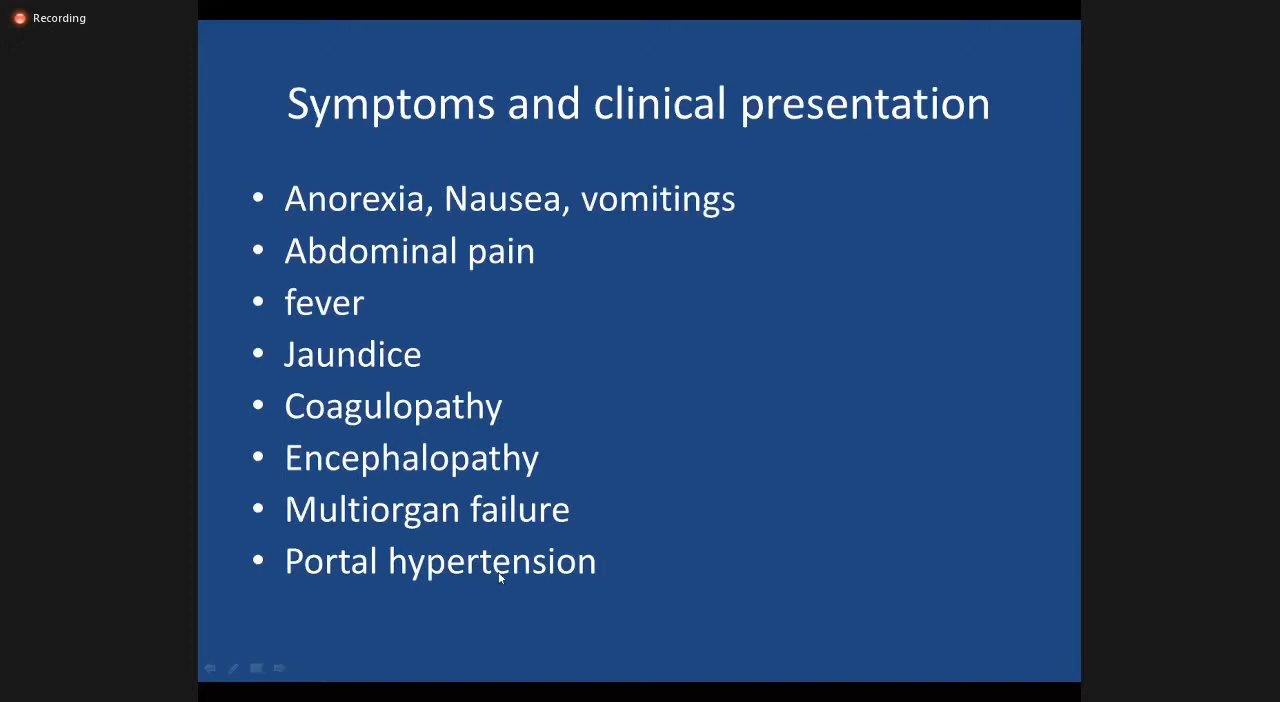 Recording
Symptoms and clinical presentation
• Anorexia, Nausea, vomitings
• Abdominal pain
• fever
• Jaundice
• Coagulopathy
• Encephalopathy
• Multiorgan failure
• Portal hypertension